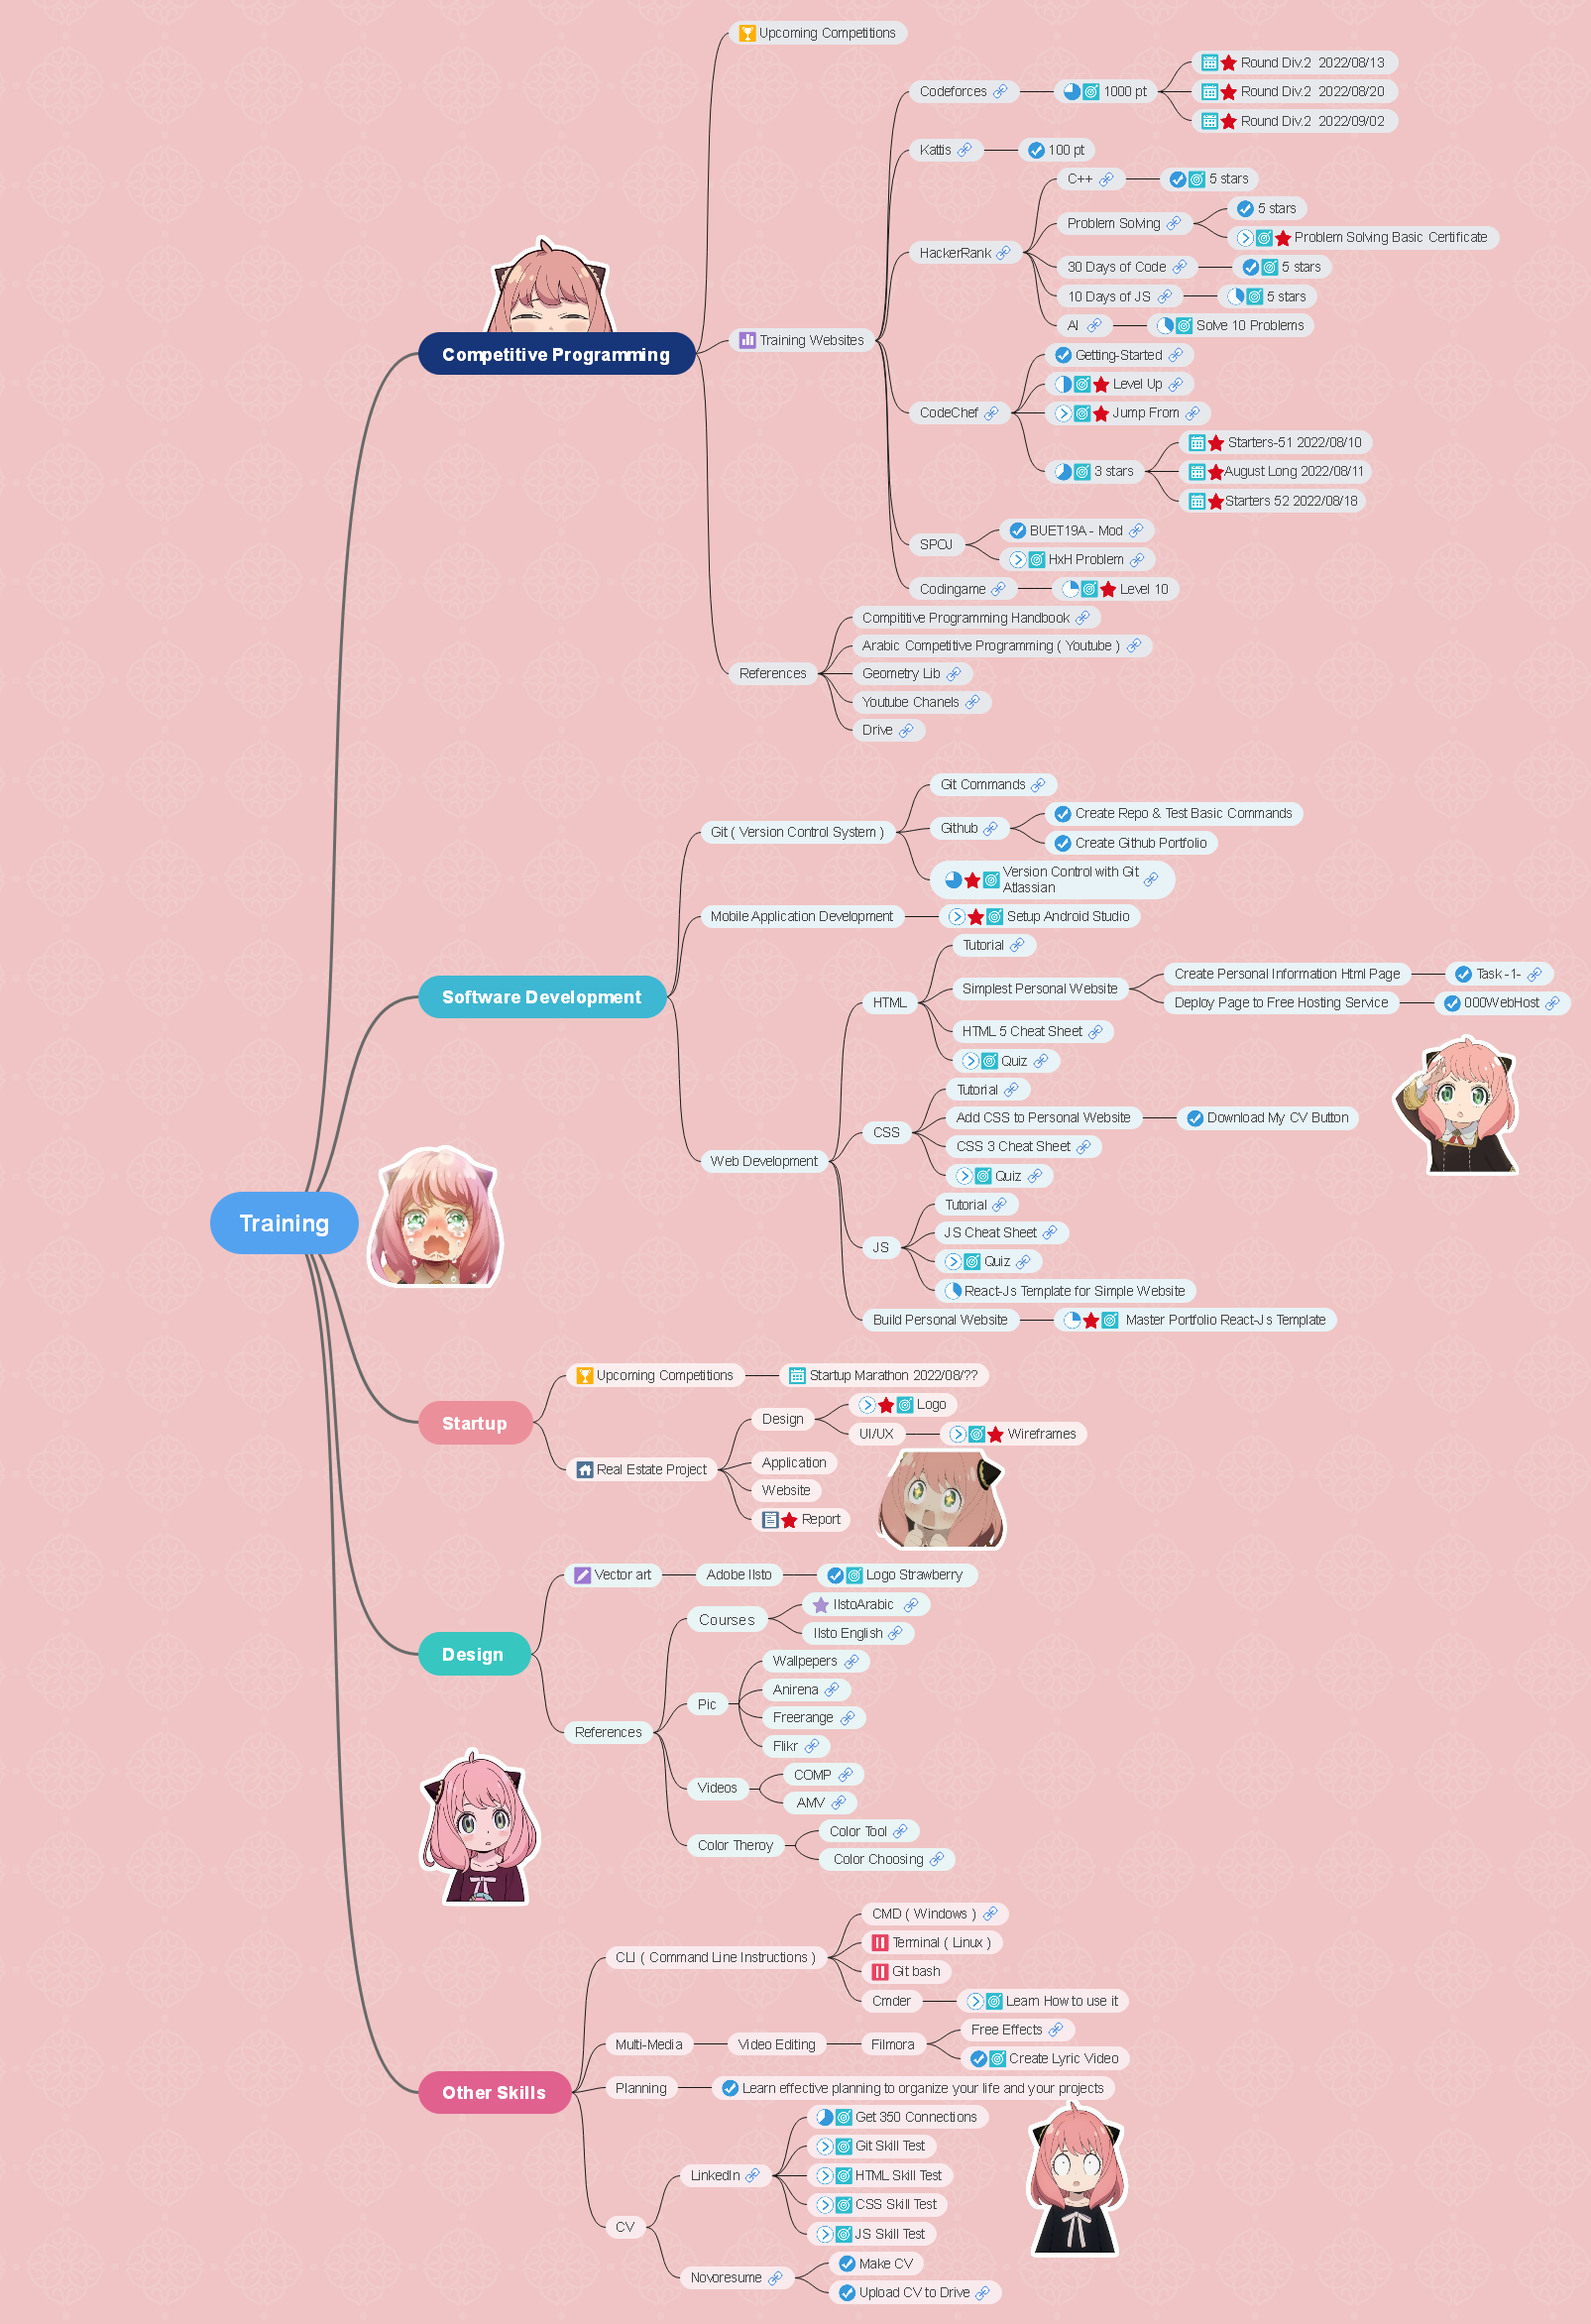 Training
Competitive Programming
Upcoming Competitions
Training Websites
Codeforces
1000 pt
Round Div.2  2022/08/13
Round Div.2  2022/08/20
Round Div.2  2022/09/02
Kattis
100 pt
HackerRank
C++
5 stars
Problem Solving
5 stars
Problem Solving Basic Certificate
30 Days of Code
5 stars
10 Days of JS
5 stars
AI
Solve 10 Problems
CodeChef
Getting-Started
Level Up
Jump From
3 stars
Starters-51 2022/08/10
August Long 2022/08/11
Starters 52 2022/08/18
SPOJ
BUET19A - Mod
HxH Problem
Codingame
Level 10
References
Compititive Programming Handbook
Arabic Competitive Programming ( Youtube )
Geometry Lib
Youtube Chanels
Drive
Software Development
Git ( Version Control System )
Git Commands
Github
Create Repo & Test Basic Commands
Create Github Portfolio
Version Control with Git
Atlassian
Mobile Application Development
Setup Android Studio
Web Development
HTML
Tutorial
Simplest Personal Website
Create Personal Information Html Page
Task -1-
Deploy Page to Free Hosting Service
000WebHost
HTML 5 Cheat Sheet
Quiz
CSS
Tutorial
Add CSS to Personal Website
Download My CV Button
CSS 3 Cheat Sheet
Quiz
JS
Tutorial
JS Cheat Sheet
Quiz
React-Js Template for Simple Website
Build Personal Website
Master Portfolio React-Js Template
Startup
Upcoming Competitions
Startup Marathon 2022/08/??
Real Estate Project
Design
Logo
UI/UX
Wireframes
Application
Website
Report
Design
Vector art
Adobe Ilsto
Logo Strawberry
References
Courses
IlstoArabic
Ilsto English
Pic
Wallpepers
Anirena
Freerange
Flikr
Videos
COMP
AMV
Color Theroy
Color Tool
Color Choosing
Other Skills
CLI ( Command Line Instructions )
CMD ( Windows )
Terminal ( Linux )
Git bash
Cmder
Learn How to use it
Multi-Media
Video Editing
Filmora
Free Effects
Create Lyric Video
Planning
Learn effective planning to organize your life and your projects
CV
LinkedIn
Get 350 Connections
Git Skill Test
HTML Skill Test
CSS Skill Test
JS Skill Test
Novoresume
Make CV
Upload CV to Drive